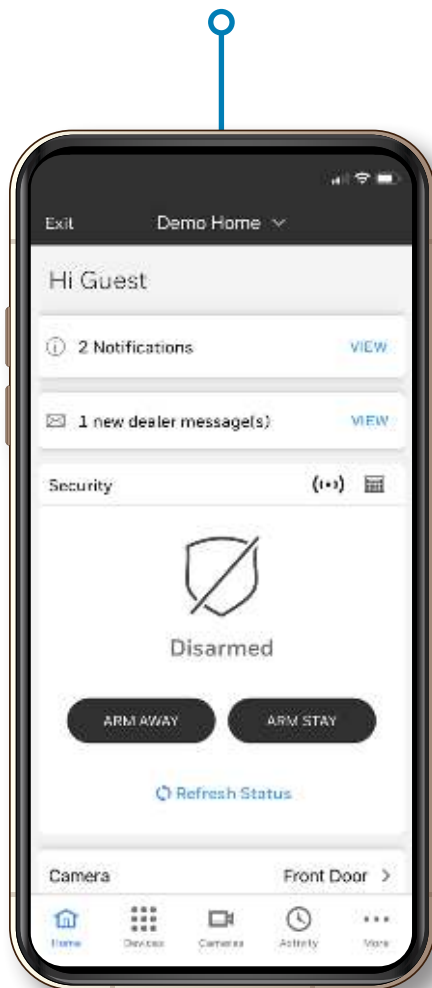 Exit Demo Home
Hi Guest
2 Notifications VIEW
1 new dealer message(s) VIEW
Security
Disarmed
ARM AWAY ARM STAY
Refresh Status
Camera Front Door >
Home Devices Cameras Activity More